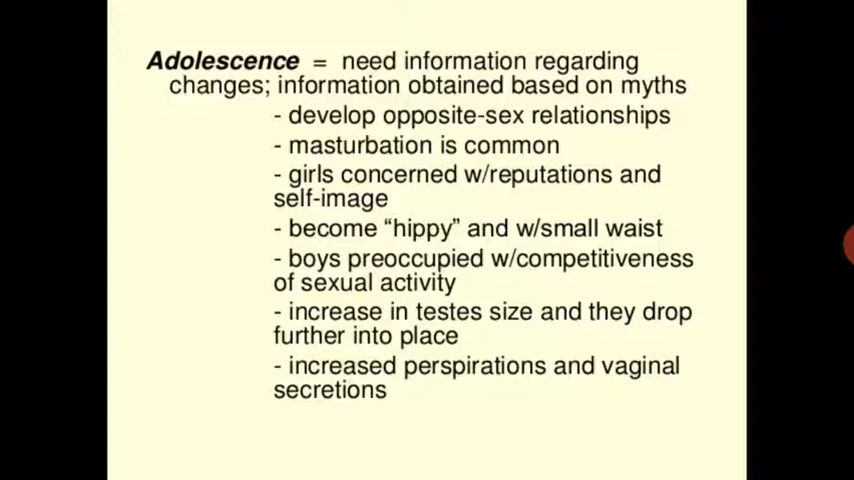 Adolescence = need information regarding
changes; information obtained based on myths
- develop opposite-sex relationships
- masturbation is common
- girls concerned w/reputations and
self-image
- become “hippy” and w/small waist
- boys preoccupied w/competitiveness
of sexual activity
- increase in testes size and they drop
further into place
- increased perspirations and vaginal
secretions